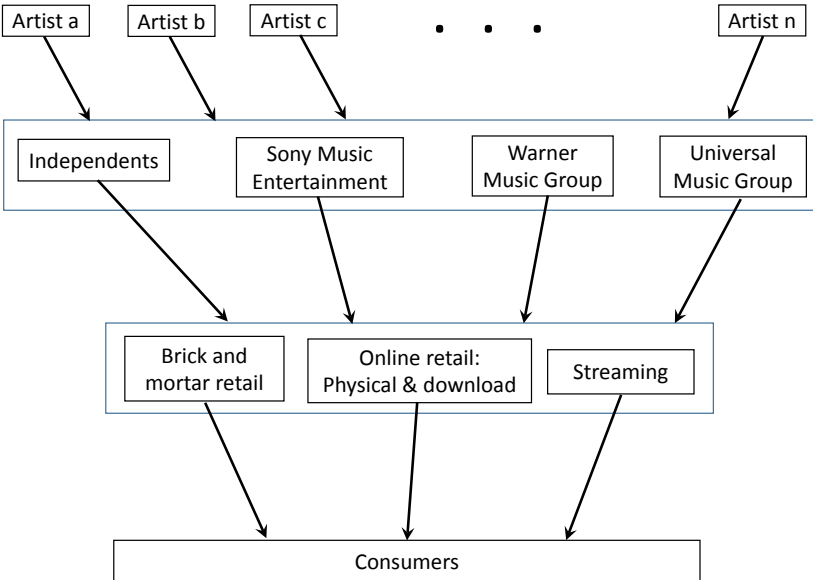 Artist a
Artist b
Artist c
. . .
Artist n
Independents
Sony Music
Entertainment
Warner
Music Group
Universal
Music Group
Brick and
mortar retail
Online retail:
Physical & download
Streaming
Consumers